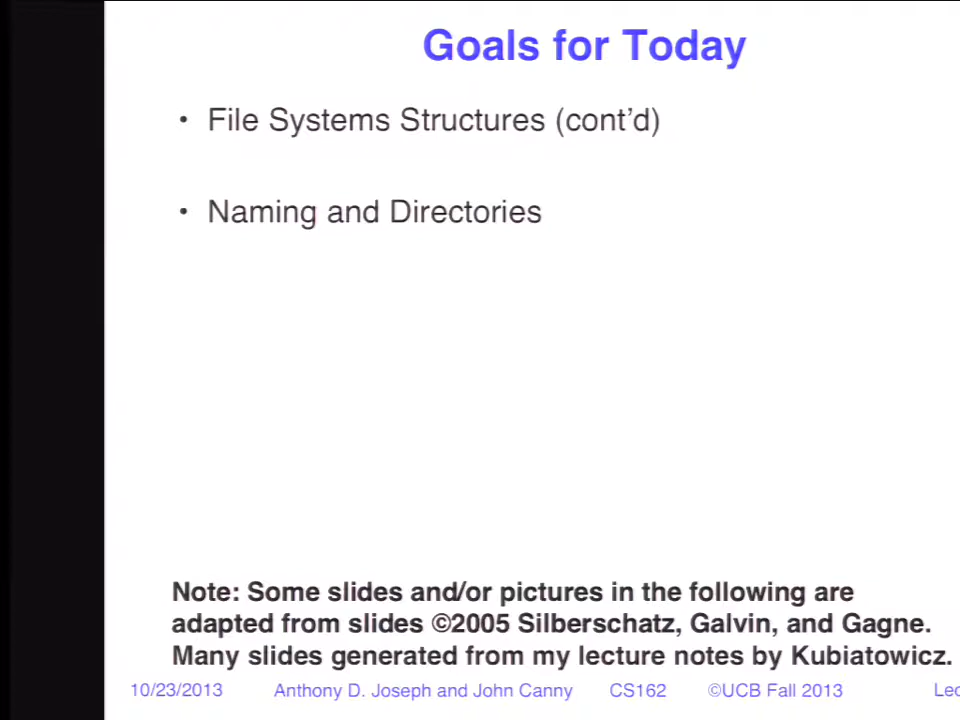 Goals for Today
• File Systems Structures (cont’d)
• Naming and Directories
Note: Some slides and/or pictures in the following are
adapted from slides ©2005 Silberschatz, Galvin, and Gagne.
Many slides generated from my lecture notes by Kubiatowicz.
10/23/2013 Anthony D. Joseph and John Canny CS162 ©UCB Fall 2013